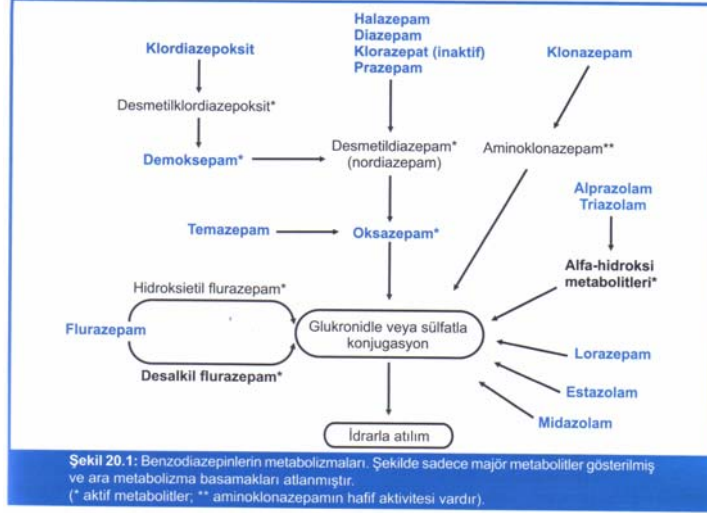 Halazepam
Diazepam
Klorazepat (inaktif)
Prazepam
Klordiazepoksit
Klonazepam
Desmetilklordiazepoksit*
Demoksepam*
Desmetildiazepam*
(nordiazepam)
Aminoklonazepam**
Alprazolam
Triazolam
Temazepam
Oksazepam*
Alfa-hidroksi
metabolitleri*
Hidroksietil flurazepam*
Flurazepam
Glukronidle veya sülfatla
konjugasyon
Desalkil flurazepam*
Lorazepam
Estazolam
Midazolam
İdrarla atılım
Şekil 20.1: Benzodiazepinlerin metabolizmaları. Şekilde sadece majör metabolitler gösterilmiş
ve ara metabolizma basamakları atlanmıştır.
(* aktif metabolitler; ** aminoklonazepamın hafif aktivitesi vardır).